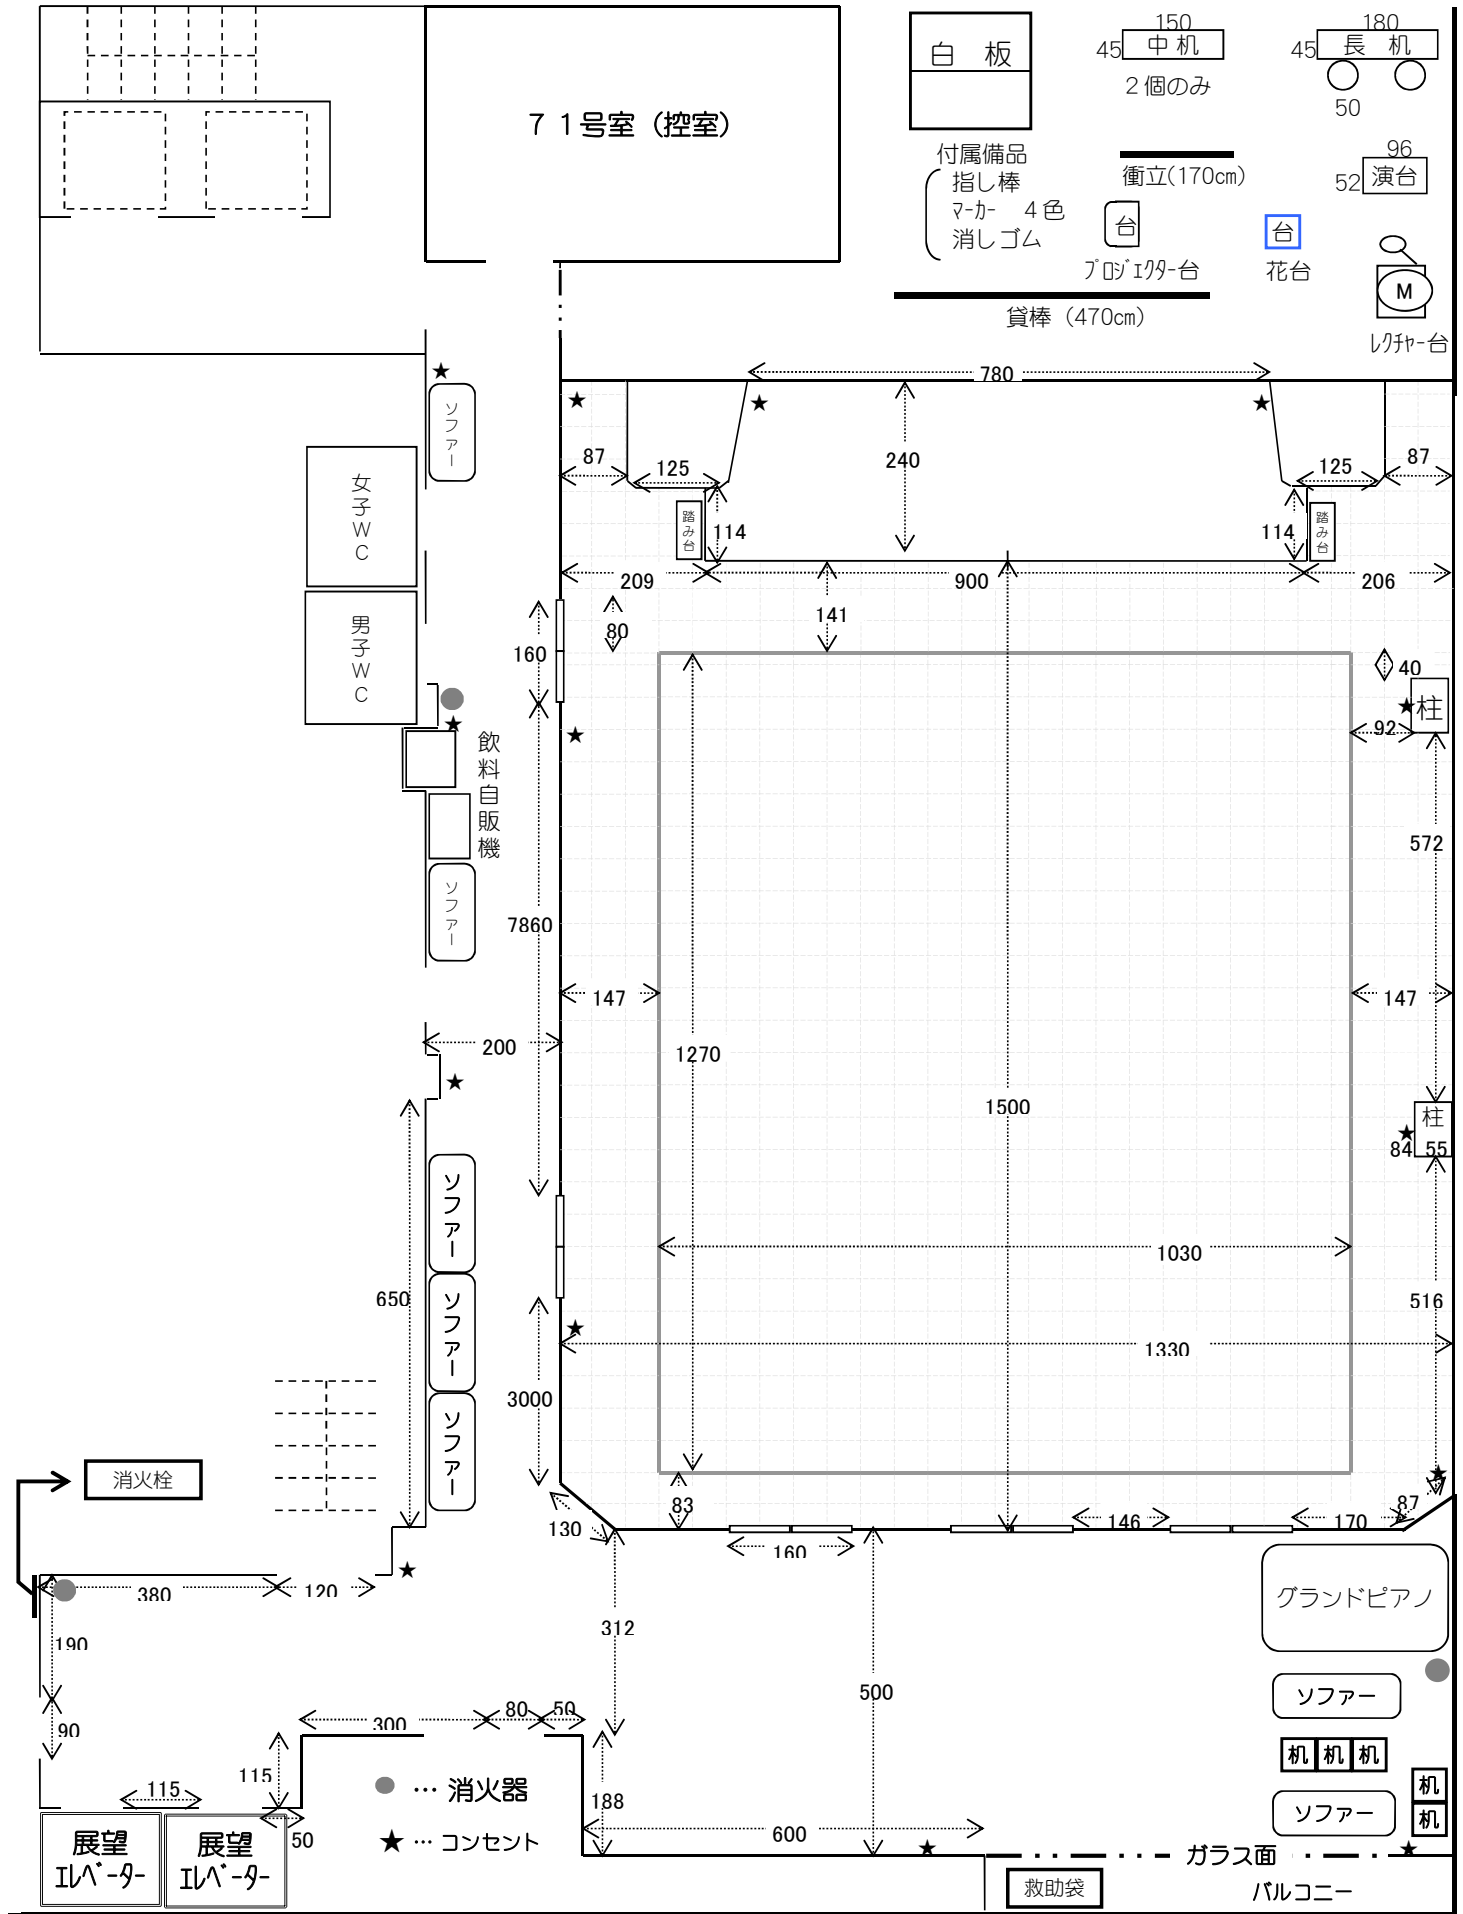 150
180
白 板
45
中 机
45
長 机
２個のみ
50
７１号室（控室）
付属備品
指し棒
ﾏｰｶｰ ４色
消しゴム
衝立(170㎝)
96
52
演台
台
ﾌﾟﾛｼﾞｪｸﾀｰ台
台
花台
M
ﾚｸﾁｬｰ台
貸棒（470㎝）
780
ソファー
87
125
240
125
87
女子ＷＣ
踏み台
114
114
踏み台
209
900
206
141
80
160
男子ＷＣ
40
柱
92
飲料自販機
572
ソファー
7860
147
147
200
1270
1500
柱
84
55
ソファー
1030
650
ソファー
516
1330
3000
ソファー
消火栓
83
87
130
146
170
160
380
120
グランドピアノ
312
190
500
ソファー
80
50
300
90
机
机
机
115
115
… 消火器
机
188
ソファー
机
50
★ … コンセント
600
展望
ｴﾚﾍﾞｰﾀｰ
展望
ｴﾚﾍﾞｰﾀｰ
ガラス面
救助袋
バルコニー